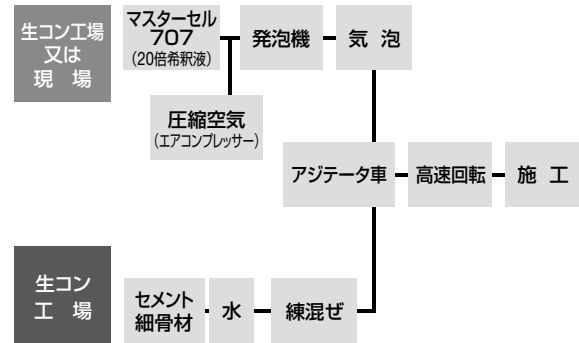 生コン工場
又は
現　場
マスターセル
707
(20倍希釈液)
発泡機
気　泡
圧縮空気
(エアコンプレッサー)
アジテータ車
高速回転
施　工
生コン
工　場
セメント
細骨材
水
練混ぜ